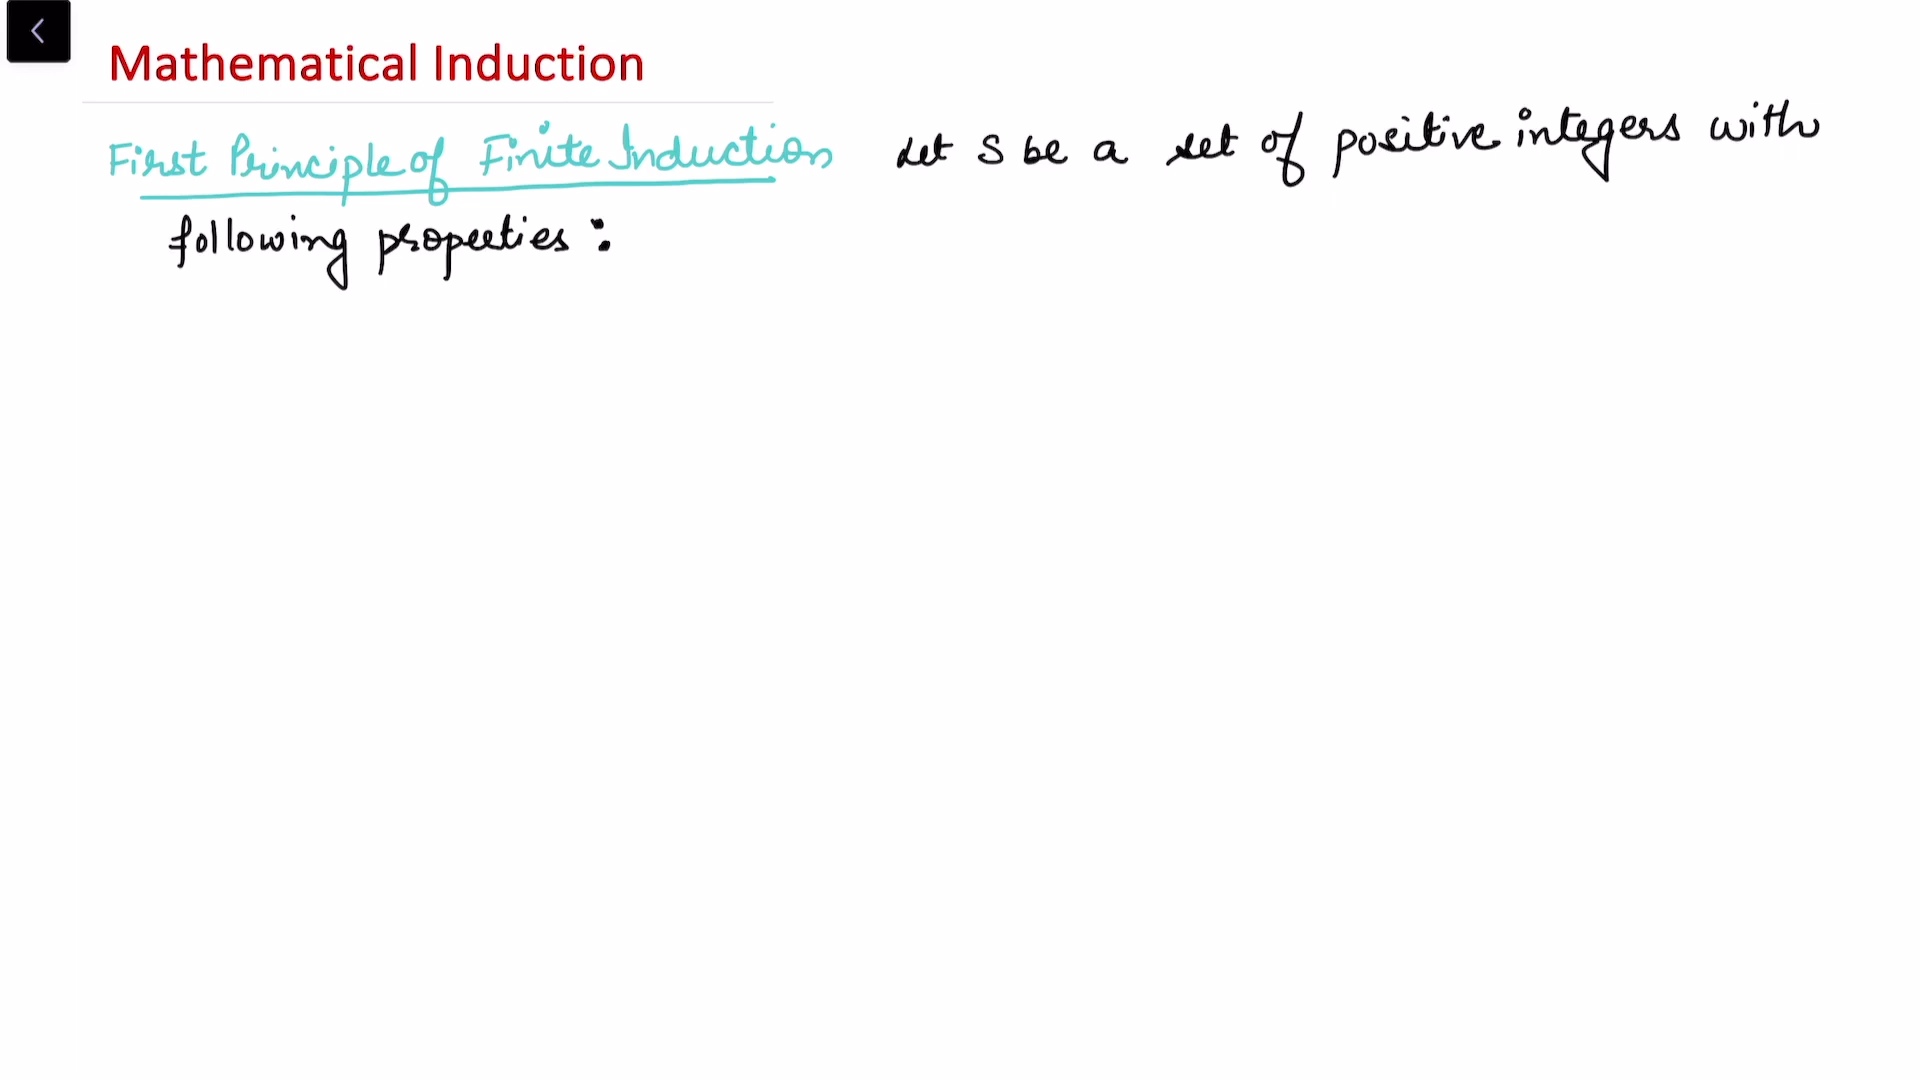 Mathematical Induction
First Principle of Finite Induction Let S be a set of positive integers with
following properties :